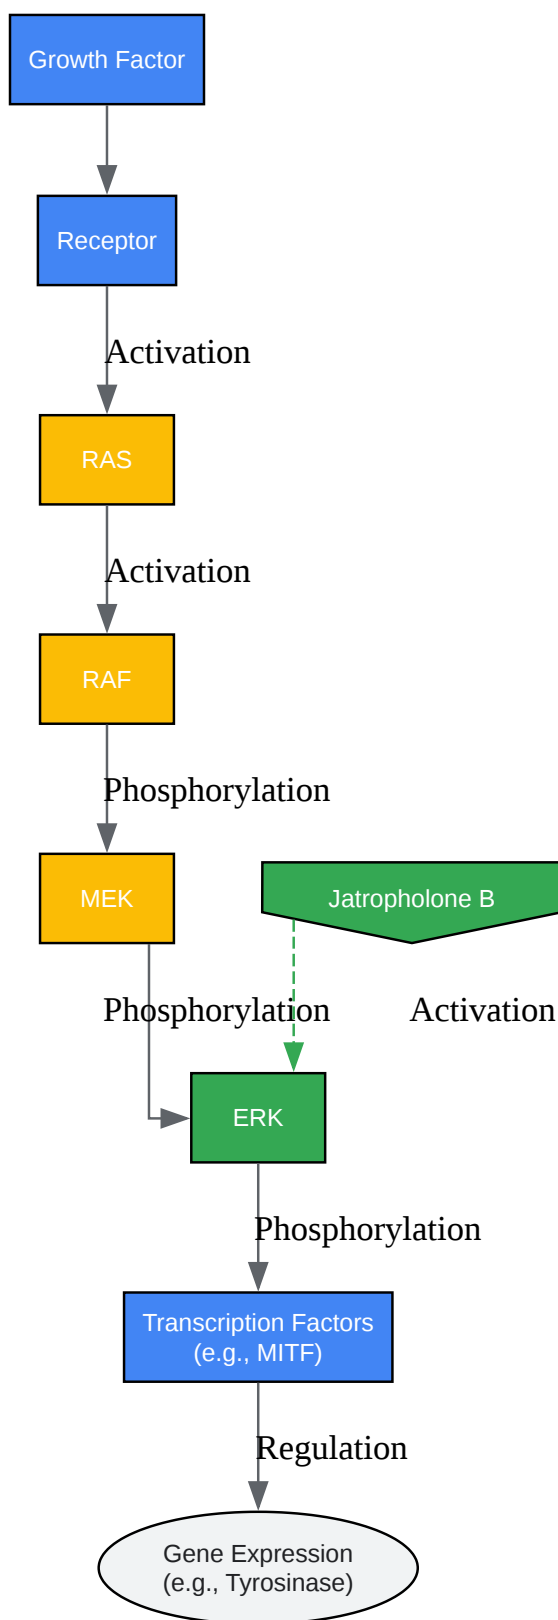 Growth Factor
Receptor
Activation
RAS
Activation
RAF
Phosphorylation
MEK
Jatropholone B
Phosphorylation
Activation
ERK
Phosphorylation
Transcription Factors
(e.g., MITF)
Regulation
Gene Expression
(e.g., Tyrosinase)